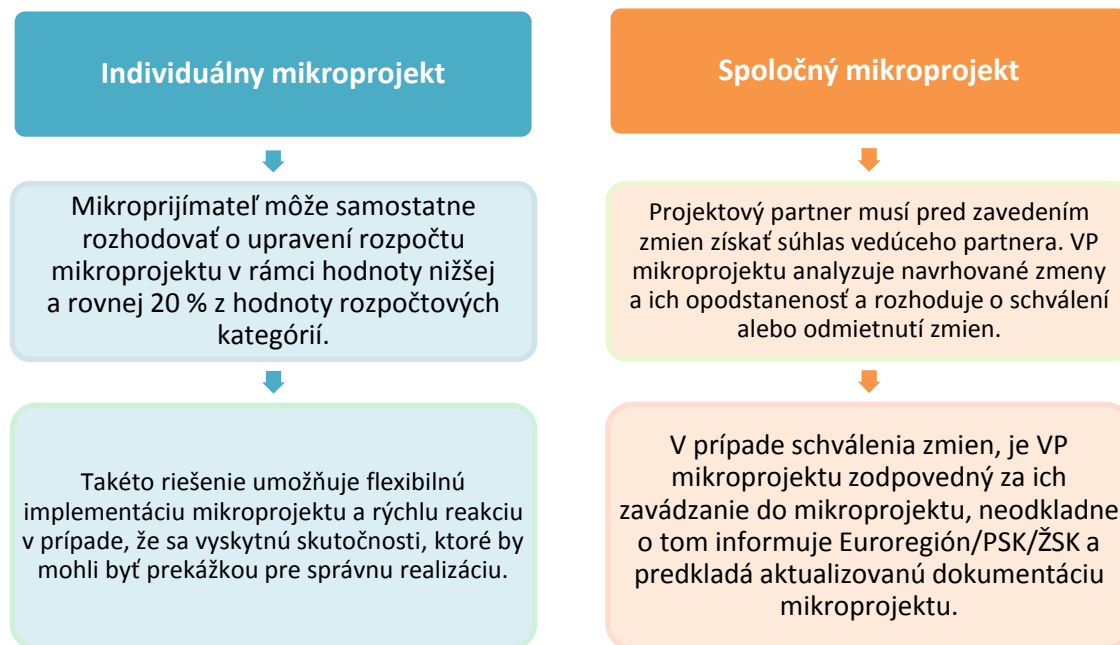 Individuálny mikroprojekt
Mikroprijímateľ môže samostatne
rozhodovať o upravení rozpočtu
mikroprojektu v rámci hodnoty nižšej
a rovnej 20 % z hodnoty rozpočtových
kategórií.
Takéto riešenie umožňuje flexibilnú
implementáciu mikroprojektu a rýchlu reakciu
v prípade, že sa vyskytnú skutočnosti, ktoré by
mohli byť prekážkou pre správnu realizáciu.
Spoločný mikroprojekt
Projektový partner musí pred zavedením
zmien získať súhlas vedúceho partnera. VP
mikroprojektu analyzuje navrhované zmeny
a ich opodstanenosť a rozhoduje o schválení
alebo odmietnutí zmien.
V prípade schválenia zmien, je VP
mikroprojektu zodpovedný za ich
zavádzanie do mikroprojektu, neodkladne
o tom informuje Euroregión/PSK/ŽSK a
predkladá aktualizovanú dokumentáciu
mikroprojektu.